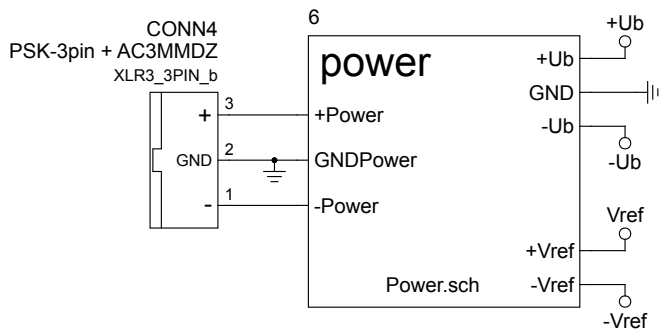 CONN4
PSK-3pin + AC3MMDZ
XLR3_3PIN_b
+ 3
GND 2
- 1
6
power
+Power
GNDPower
-Power
+Ub
GND
-Ub
+Vref
-Vref
Power.sch
+Ub
-Ub
Vref
-Vref